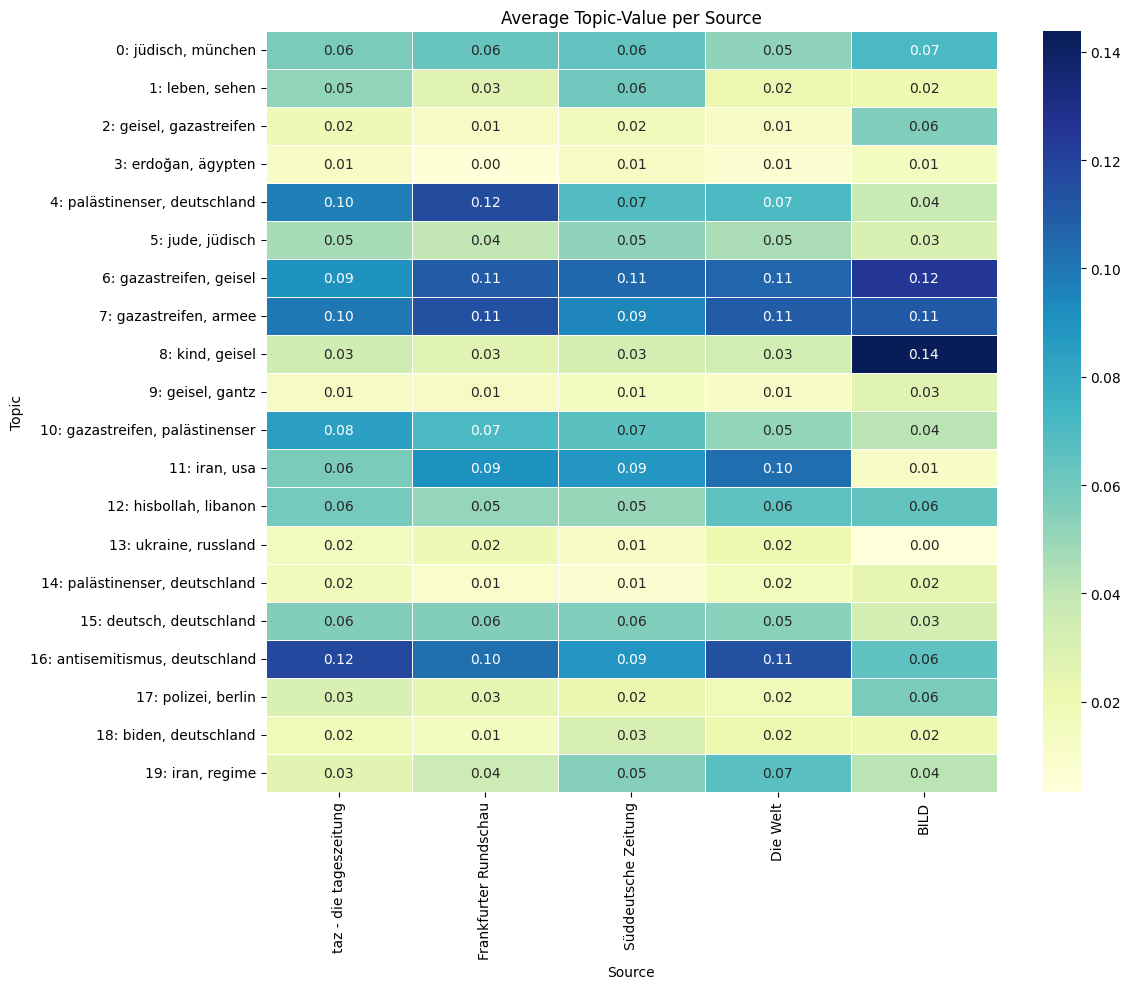 Average Topic-Value per Source
Topic
0: jüdisch, münchen 0.06 0.06 0.06 0.05 0.07
1: leben, sehen 0.05 0.03 0.06 0.02 0.02
2: geisel, gazastreifen 0.02 0.01 0.02 0.01 0.06
3: erdoğan, ägypten 0.01 0.00 0.01 0.01 0.01
4: palästinenser, deutschland 0.10 0.12 0.07 0.07 0.04
5: jude, jüdisch 0.05 0.04 0.05 0.05 0.03
6: gazastreifen, geisel 0.09 0.11 0.11 0.11 0.12
7: gazastreifen, armee 0.10 0.11 0.09 0.11 0.11
8: kind, geisel 0.03 0.03 0.03 0.03 0.14
9: geisel, gantz 0.01 0.01 0.01 0.01 0.03
10: gazastreifen, palästinenser 0.08 0.07 0.07 0.05 0.04
11: iran, usa 0.06 0.09 0.09 0.10 0.01
12: hisbollah, libanon 0.06 0.05 0.05 0.06 0.06
13: ukraine, russland 0.02 0.02 0.01 0.02 0.00
14: palästinenser, deutschland 0.02 0.01 0.01 0.02 0.02
15: deutsch, deutschland 0.06 0.06 0.06 0.05 0.03
16: antisemitismus, deutschland 0.12 0.10 0.09 0.11 0.06
17: polizei, berlin 0.03 0.03 0.02 0.02 0.06
18: biden, deutschland 0.02 0.01 0.03 0.02 0.02
19: iran, regime 0.03 0.04 0.05 0.07 0.04
taz - die tageszeitung
Frankfurter Rundschau
Süddeutsche Zeitung
Die Welt
BILD
Source
0.14
0.12
0.10
0.08
0.06
0.04
0.02